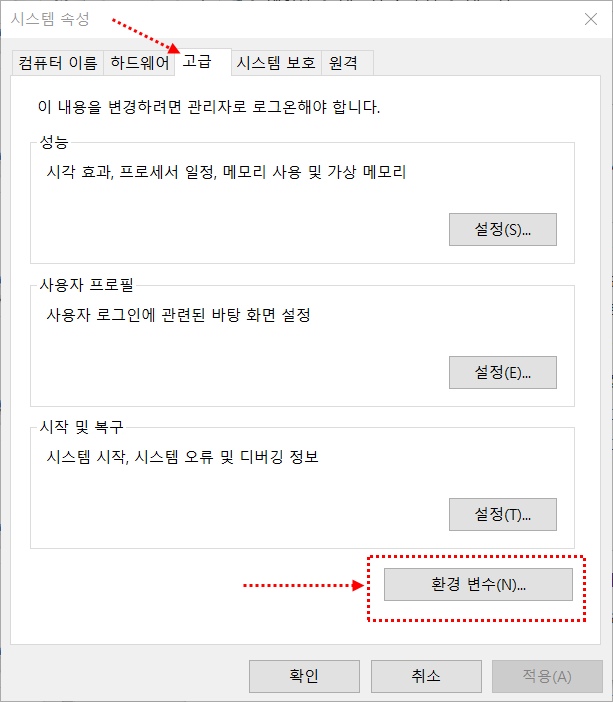 시스템 속성
컴퓨터 이름 하드웨어 고급 시스템 보호 원격
이 내용을 변경하려면 관리자로 로그온해야 합니다.
성능
시각 효과, 프로세서 일정, 메모리 사용 및 가상 메모리
설정(S)...
사용자 프로필
사용자 로그인에 관련된 바탕 화면 설정
설정(E)...
시작 및 복구
시스템 시작, 시스템 오류 및 디버깅 정보
설정(T)...
환경 변수(N)...
확인 취소 적용(A)